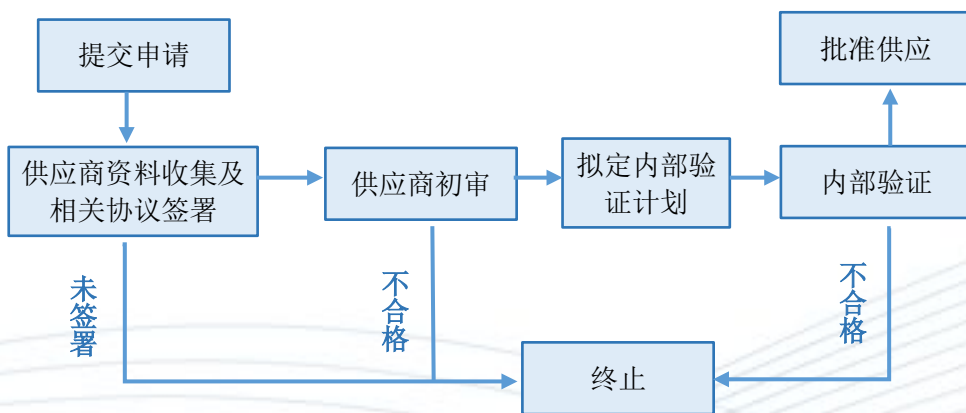 提交申请
批准供应
供应商资料收集及
相关协议签署
供应商初审
拟定内部验
证计划
内部验证
未签署
不合格
不合格
终止